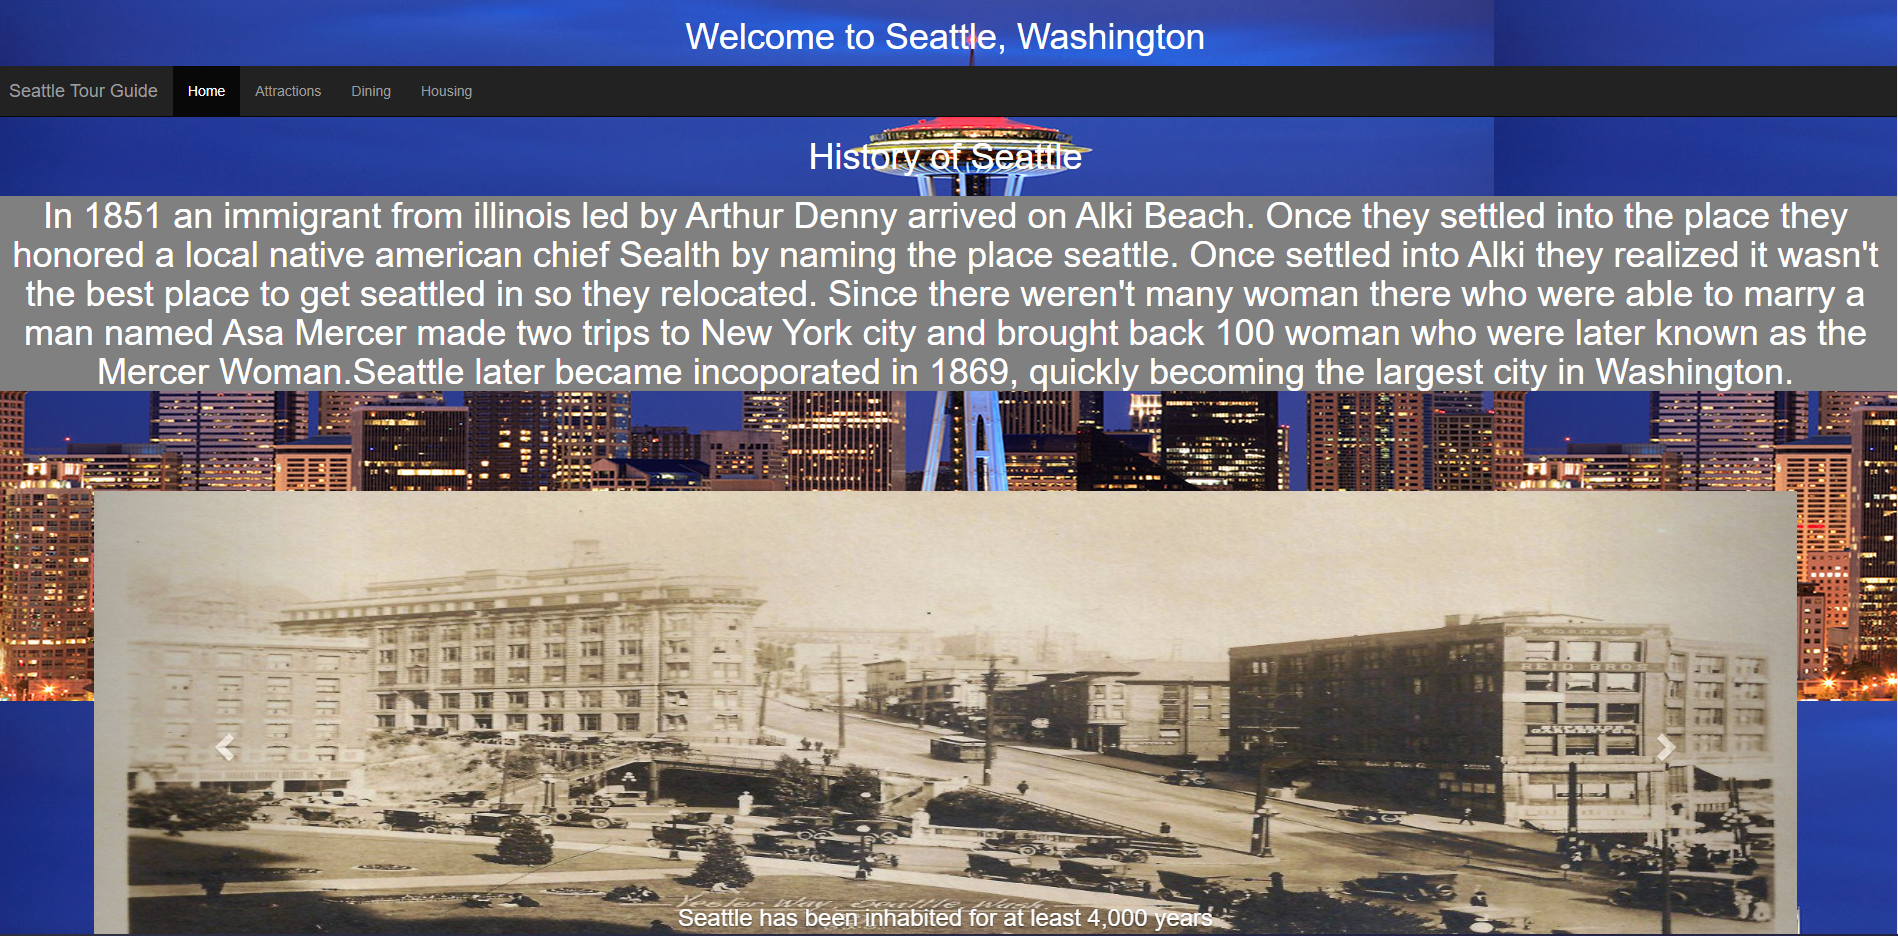 Welcome to Seattle, Washington
Seattle Tour Guide Home Attractions Dining Housing
History of Seattle
In 1851 an immigrant from illinois led by Arthur Denny arrived on Alki Beach. Once they settled into the place they
honored a local native american chief Sealth by naming the place seattle. Once settled into Alki they realized it wasn't
the best place to get seattled in so they relocated. Since there weren't many woman there who were able to marry a
man named Asa Mercer made two trips to New York city and brought back 100 woman who were later known as the
Mercer Woman.Seattle later became incoporated in 1869, quickly becoming the largest city in Washington.
REID BROS
Yesler Way, Seattle Wash.
Seattle has been inhabited for at least 4,000 years